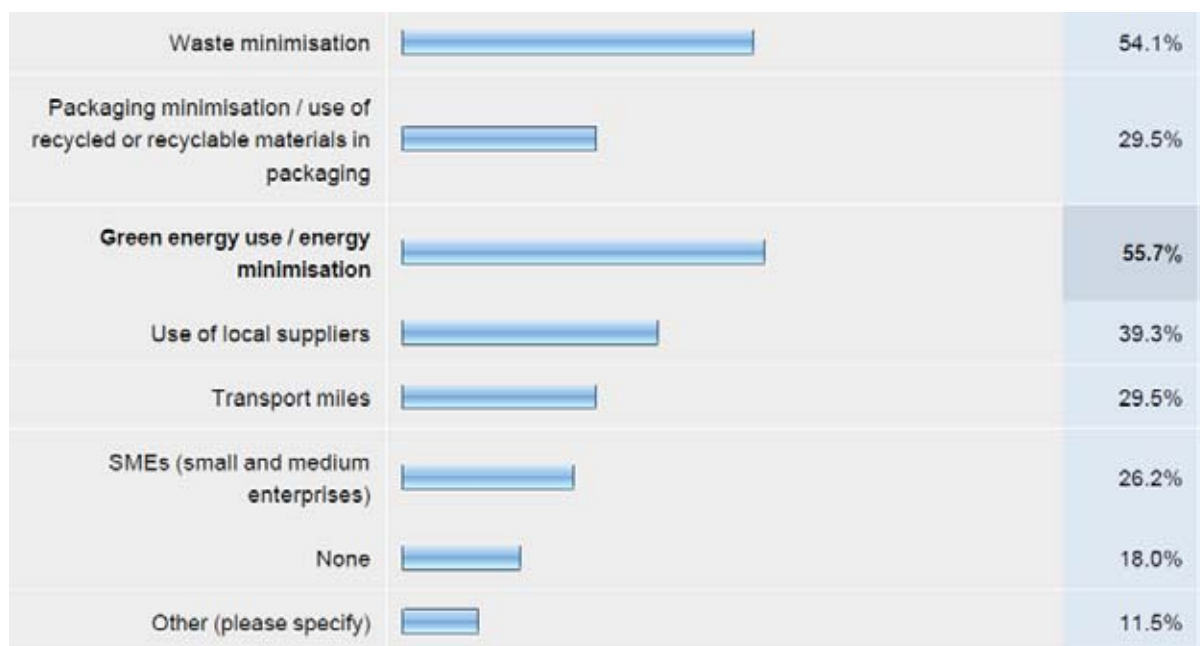 Waste minimisation 54.1%
Packaging minimisation / use of
recycled or recyclable materials in 29.5%
packaging
Green energy use / energy 55.7%
minimisation
Use of local suppliers 39.3%
Transport miles 29.5%
SMEs (small and medium 26.2%
enterprises)
None 18.0%
Other (please specify) 11.5%